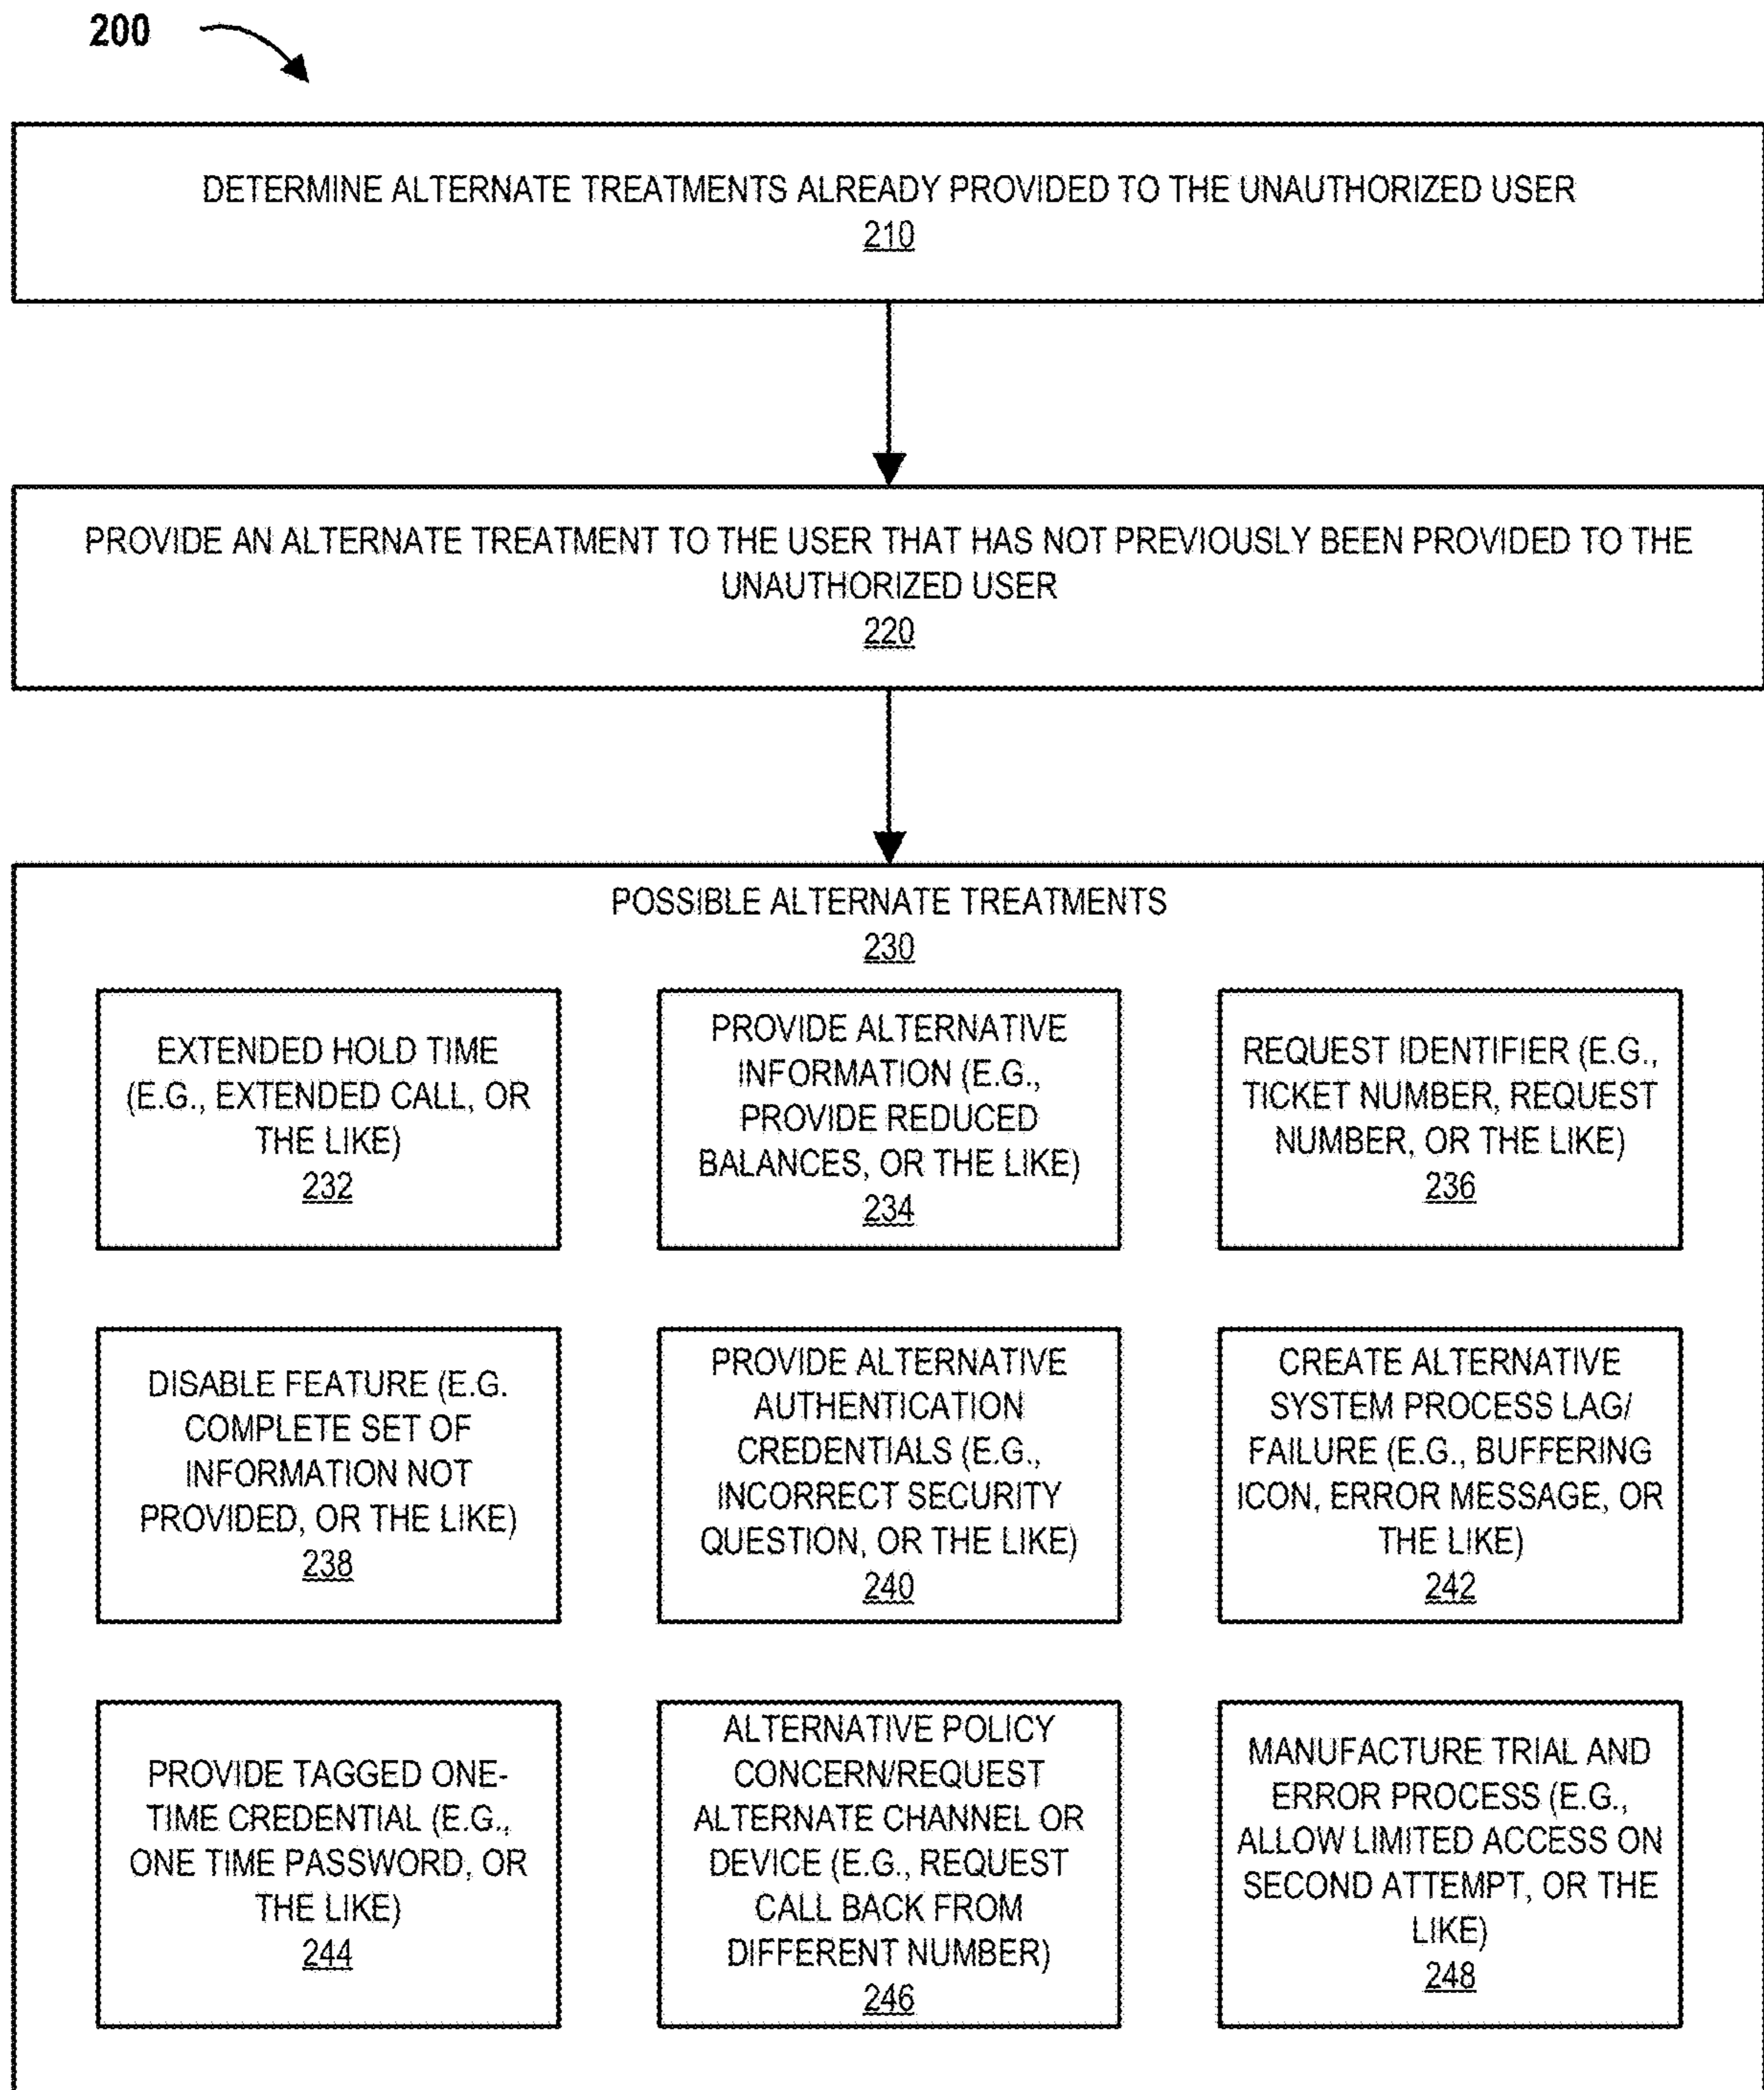 200
DETERMINE ALTERNATE TREATMENTS ALREADY PROVIDED TO THE UNAUTHORIZED USER
210
PROVIDE AN ALTERNATE TREATMENT TO THE USER THAT HAS NOT PREVIOUSLY BEEN PROVIDED TO THE
UNAUTHORIZED USER
220
POSSIBLE ALTERNATE TREATMENTS
230
EXTENDED HOLD TIME
(E.G., EXTENDED CALL, OR
THE LIKE)
232
PROVIDE ALTERNATIVE
INFORMATION (E.G.,
PROVIDE REDUCED
BALANCES, OR THE LIKE)
234
REQUEST IDENTIFIER (E.G.,
TICKET NUMBER, REQUEST
NUMBER, OR THE LIKE)
236
DISABLE FEATURE (E.G.
COMPLETE SET OF
INFORMATION NOT
PROVIDED, OR THE LIKE)
238
PROVIDE ALTERNATIVE
AUTHENTICATION
CREDENTIALS (E.G.,
INCORRECT SECURITY
QUESTION, OR THE LIKE)
240
CREATE ALTERNATIVE
SYSTEM PROCESS LAG/
FAILURE (E.G., BUFFERING
ICON, ERROR MESSAGE, OR
THE LIKE)
242
PROVIDE TAGGED ONE-
TIME CREDENTIAL (E.G.,
ONE TIME PASSWORD, OR
THE LIKE)
244
ALTERNATIVE POLICY
CONCERN/REQUEST
ALTERNATE CHANNEL OR
DEVICE (E.G., REQUEST
CALL BACK FROM
DIFFERENT NUMBER)
246
MANUFACTURE TRIAL AND
ERROR PROCESS (E.G.,
ALLOW LIMITED ACCESS ON
SECOND ATTEMPT, OR THE
LIKE)
248